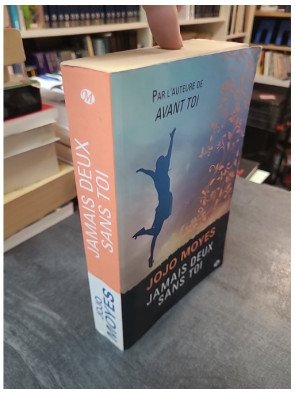 PAR L'AUTEURE DE
AVANT TOI
JOJO MOYES
JAMAIS DEUX
SANS TOI
JAMAIS DEUX
SANS TOI
JOJO
MOYES
M